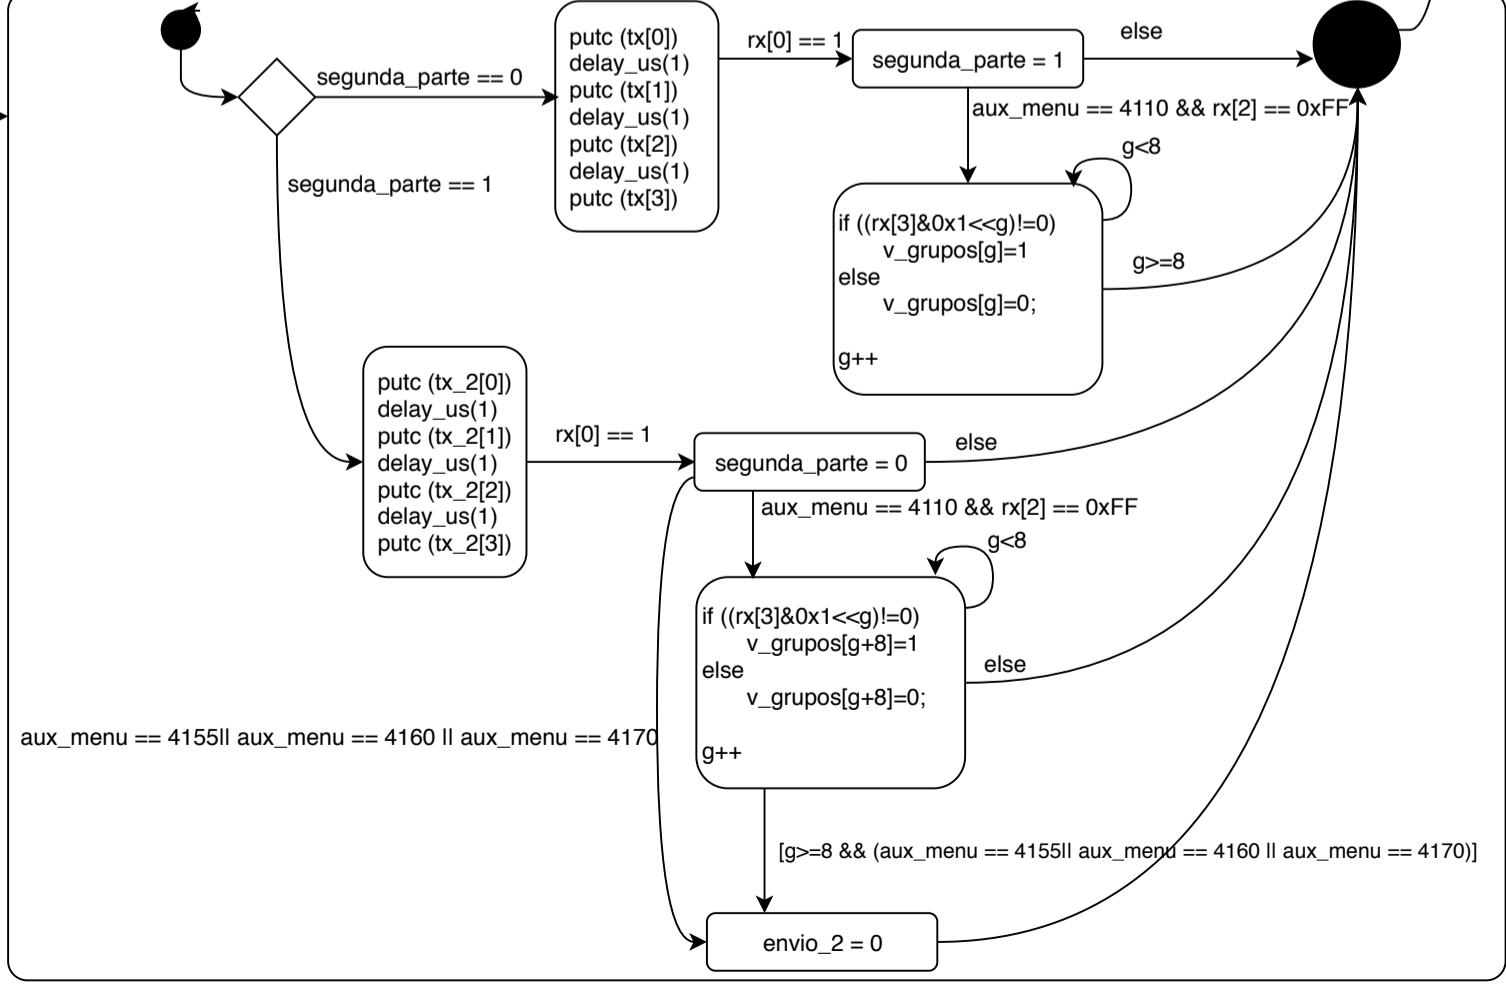 segunda_parte == 0
putc (tx[0])
delay_us(1)
putc (tx[1])
delay_us(1)
putc (tx[2])
delay_us(1)
putc (tx[3])
rx[0] == 1
segunda_parte = 1
else
aux_menu == 4110 && rx[2] == 0xFF
g<8
if ((rx[3]&0x1<<g)!=0)
v_grupos[g]=1
else
v_grupos[g]=0;
g++
g>=8
segunda_parte == 1
putc (tx_2[0])
delay_us(1)
putc (tx_2[1])
delay_us(1)
putc (tx_2[2])
delay_us(1)
putc (tx_2[3])
rx[0] == 1
segunda_parte = 0
else
aux_menu == 4110 && rx[2] == 0xFF
g<8
if ((rx[3]&0x1<<g)!=0)
v_grupos[g+8]=1
else
v_grupos[g+8]=0;
g++
else
aux_menu == 4155|| aux_menu == 4160 || aux_menu == 4170
[g>=8 && (aux_menu == 4155|| aux_menu == 4160 || aux_menu == 4170)]
envio_2 = 0